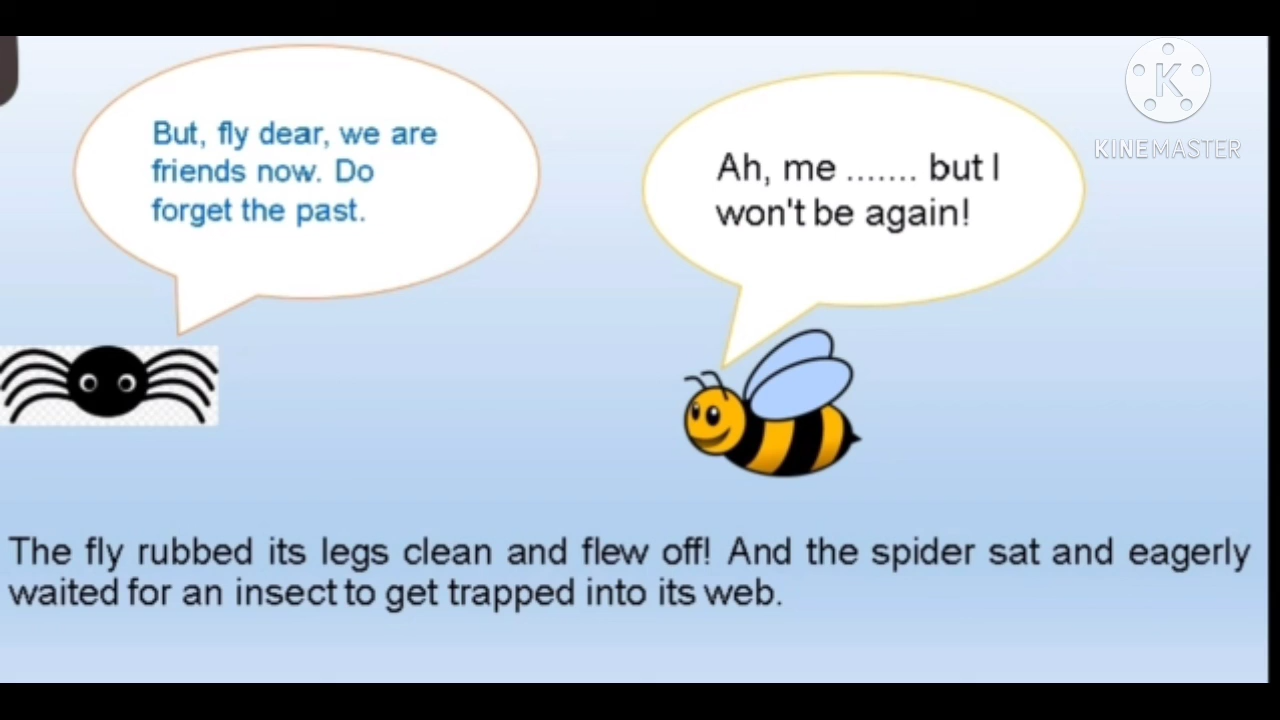 But, fly dear, we are
friends now. Do
forget the past.
Ah, me ....... but I
won't be again!
K
KINEMASTER
The fly rubbed its legs clean and flew off! And the spider sat and eagerly
waited for an insect to get trapped into its web.